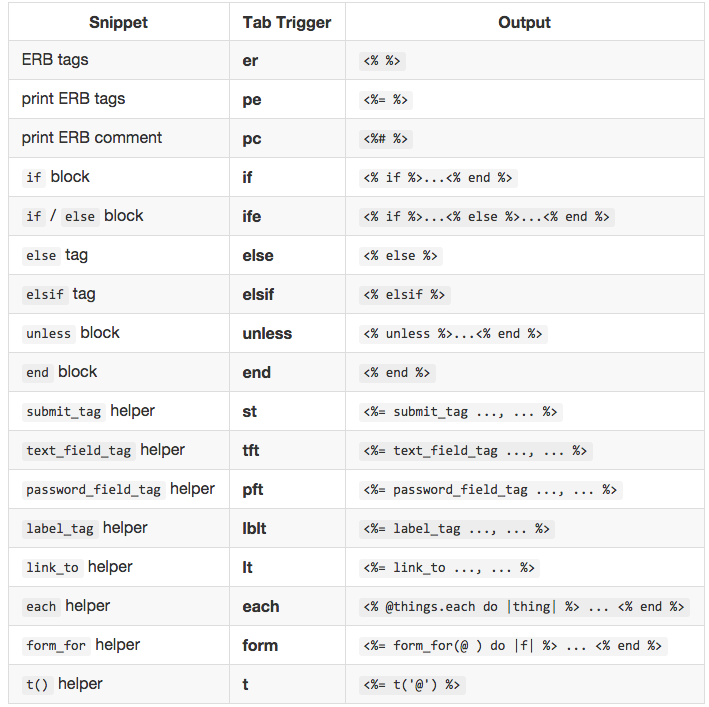 Snippet Tab Trigger Output
ERB tags er <% %>
print ERB tags pe <%= %>
print ERB comment pc <%# %>
if block if <% if %>...<% end %>
if / else block ife <% if %>...<% else %>...<% end %>
else tag else <% else %>
elsif tag elsif <% elsif %>
unless block unless <% unless %>...<% end %>
end block end <% end %>
submit_tag helper st <%= submit_tag ..., ... %>
text_field_tag helper tft <%= text_field_tag ..., ... %>
password_field_tag helper pft <%= password_field_tag ..., ... %>
label_tag helper lblt <%= label_tag ..., ... %>
link_to helper lt <%= link_to ..., ... %>
each helper each <% @things.each do |thing| %> ... <% end %>
form_for helper form <%= form_for(@ ) do |f| %> ... <% end %>
t() helper t <%= t('@') %>